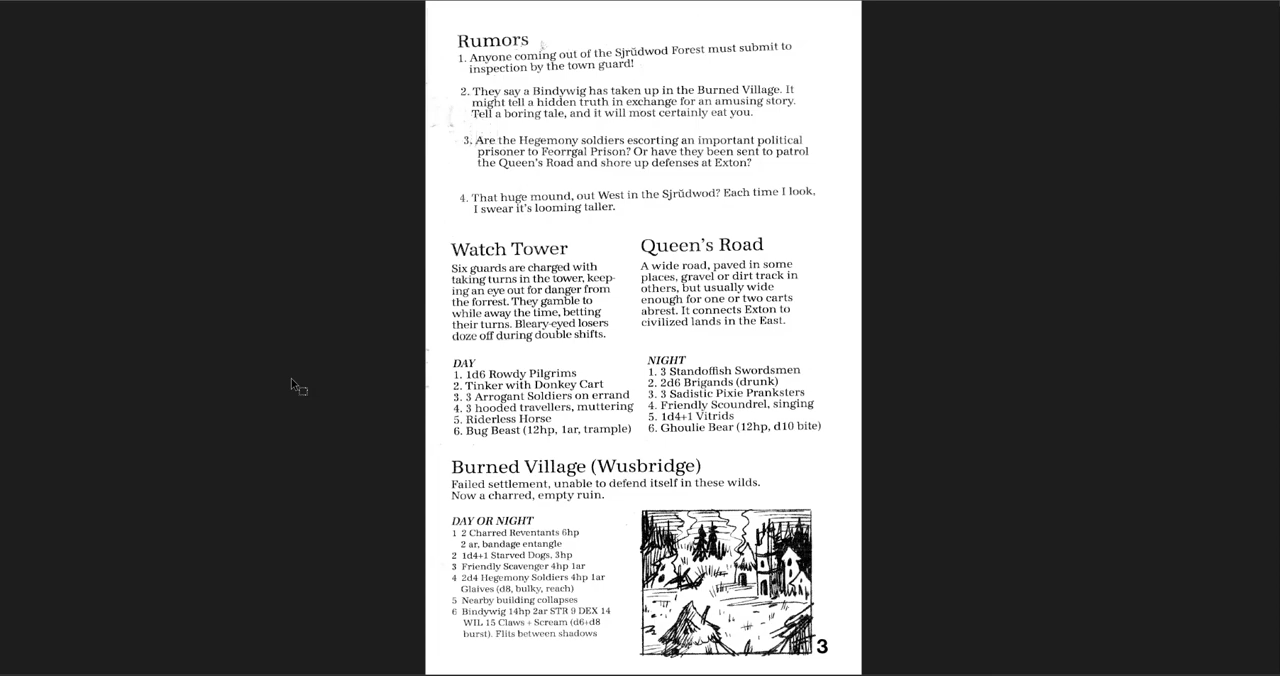 Rumors
1. Anyone coming out of the Sjrūdwod Forest must submit to
inspection by the town guard!
2. They say a Bindywig has taken up in the Burned Village. It
might tell a hidden truth in exchange for an amusing story.
Tell a boring tale, and it will most certainly eat you.
3. Are the Hegemony soldiers escorting an important political
prisoner to Feorrgal Prison? Or have they been sent to patrol
the Queen's Road and shore up defenses at Exton?
4. That huge mound, out West in the Sjrūdwod? Each time I look,
I swear it's looming taller.
Watch Tower
Six guards are charged with
taking turns in the tower, keep-
ing an eye out for danger from
the forrest. They gamble to
while away the time, betting
their turns. Bleary-eyed losers
doze off during double shifts.
Queen's Road
A wide road, paved in some
places, gravel or dirt track in
others, but usually wide
enough for one or two carts
abrest. It connects Exton to
civilized lands in the East.
DAY
1. 1d6 Rowdy Pilgrims
2. Tinker with Donkey Cart
3. 3 Arrogant Soldiers on errand
4. 3 hooded travellers, muttering
5. Riderless Horse
6. Bug Beast (12hp, 1ar, trample)
NIGHT
1. 3 Standoffish Swordsmen
2. 2d6 Brigands (drunk)
3. 3 Sadistic Pixie Pranksters
4. Friendly Scoundrel, singing
5. 1d4+1 Vitrids
6. Ghoulie Bear (12hp, d10 bite)
Burned Village (Wusbridge)
Failed settlement, unable to defend itself in these wilds.
Now a charred, empty ruin.
DAY OR NIGHT
1 2 Charred Reventants 6hp
2 ar, bandage entangle
2 1d4+1 Starved Dogs, 3hp
3 Friendly Scavenger 4hp 1ar
4 2d4 Hegemony Soldiers 4hp 1ar
Glaives (d8, bulky, reach)
5 Nearby building collapses
6 Bindywig 14hp 2ar STR 9 DEX 14
WIL 15 Claws + Scream (d6+d8
burst). Flits between shadows
3